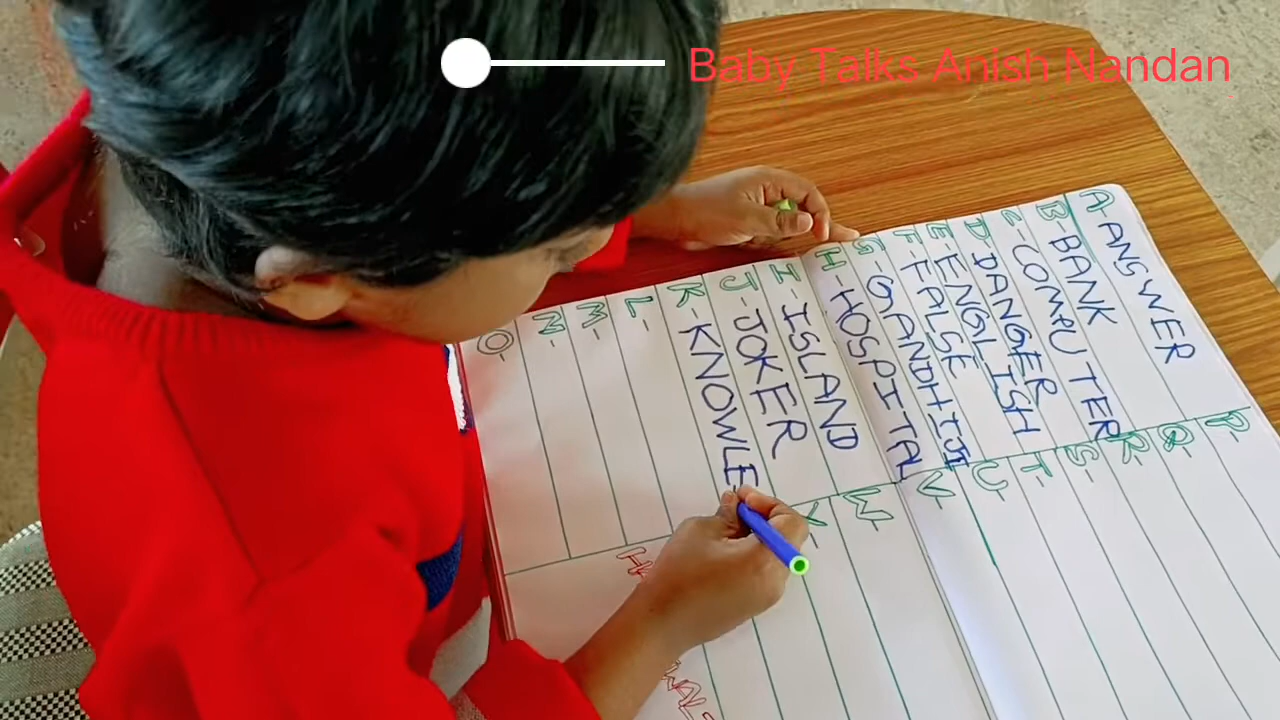 Baby Talks Anish Nandan
A-ANSWER
B-BANK
C-COMPUTER
D-DANGER
E-ENGLISH
F-FALSE
G GANDHIJI
H-HOSPITAL
I-ISLAND
J-JOKER
K-KNOWLE
L-
M-
N-
O-
P-
Q-
R-
S-
T-
U-
V-
W-